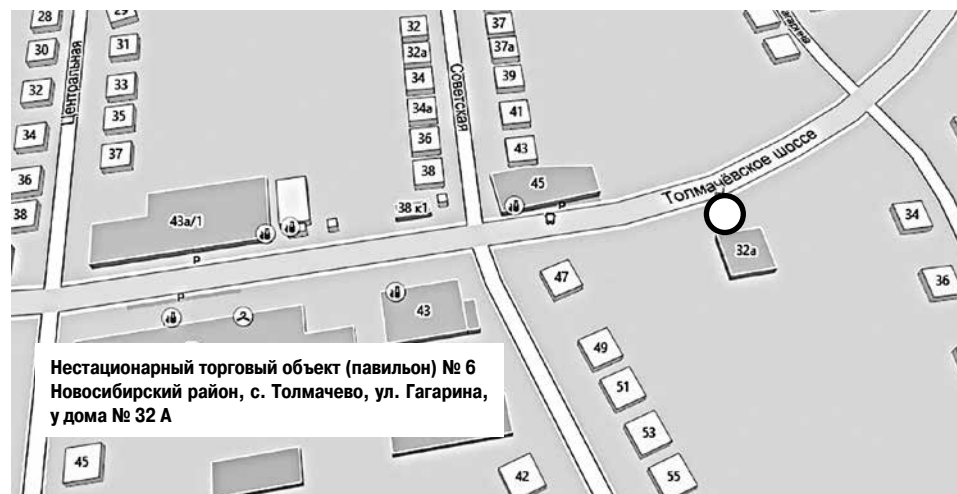 28
29
32
37
30
31
32а
37а
Центральная
Советская
32
33
34
39
34
35
34а
41
36
37
36
43
38
38
45
Толмачёвское шоссе
43а/1
38 к1
Р
34
Р
32а
47
36
Р
43
49
Нестационарный торговый объект (павильон) № 6
Новосибирский район, с. Толмачево, ул. Гагарина,
у дома № 32 А
51
53
45
42
55